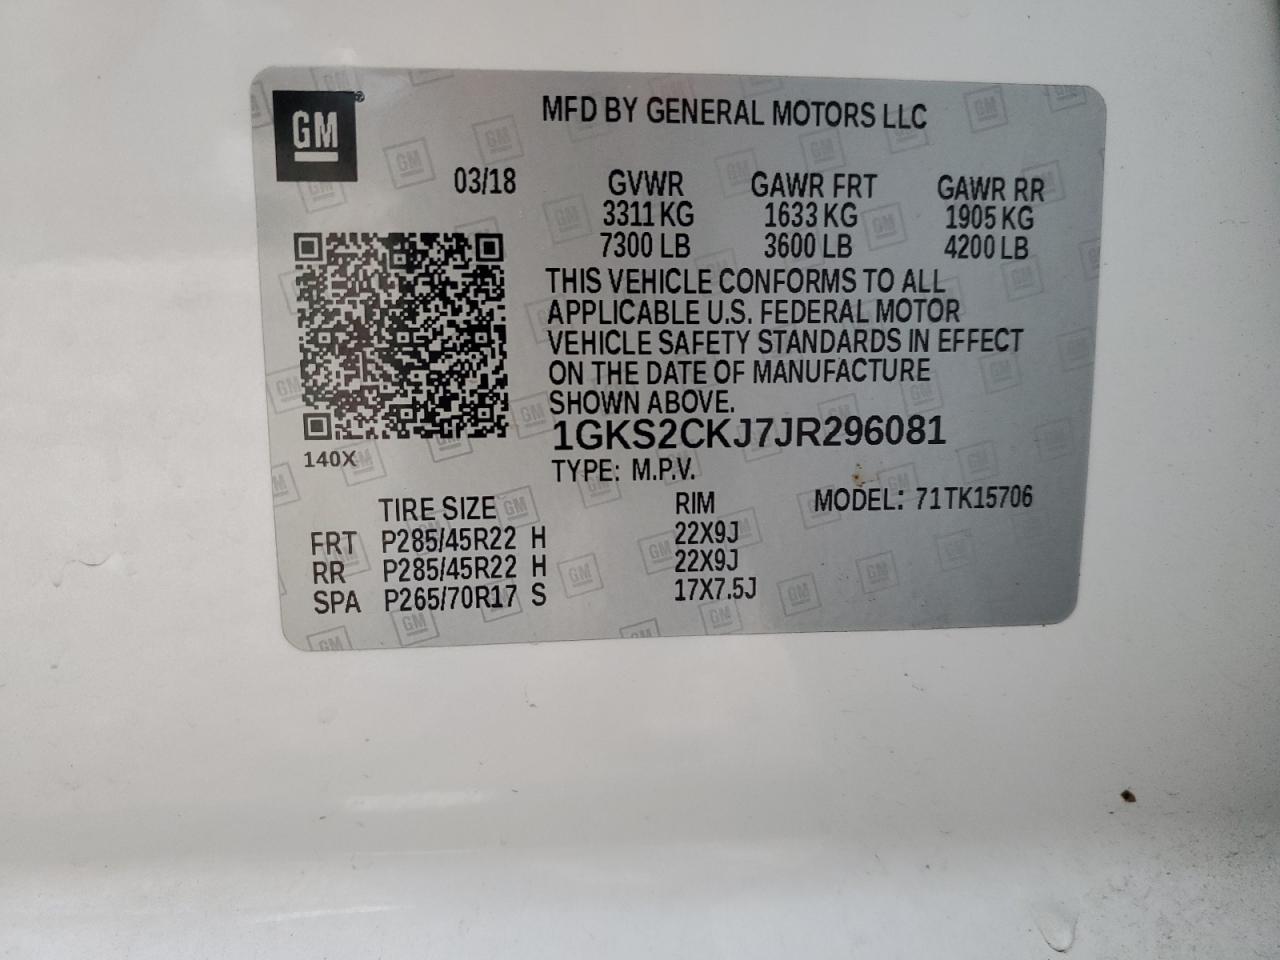 GM®
MFD BY GENERAL MOTORS LLC
03/18
GVWR GAWR FRT GAWR RR
3311 KG 1633 KG 1905 KG
7300 LB 3600 LB 4200 LB
THIS VEHICLE CONFORMS TO ALL
APPLICABLE U.S. FEDERAL MOTOR
VEHICLE SAFETY STANDARDS IN EFFECT
ON THE DATE OF MANUFACTURE
SHOWN ABOVE.
1GKS2CKJ7JR296081
140X
TYPE: M.P.V.
TIRE SIZE RIM MODEL: 71TK15706
FRT P285/45R22 H 22X9J
RR P285/45R22 H 22X9J
SPA P265/70R17 S 17X7.5J